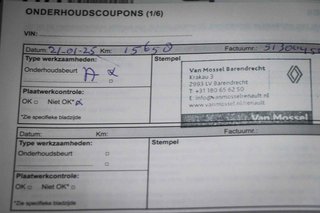 ONDERHOUDSCOUPONS (1/6)
VIN:
Datum: 21-01-25 Km: 15650 Factuurnr.:
Type werkzaamheden: Stempel
Onderhoudsbeurt A
Plaatwerkcontrole:
OK Niet OK*
*Zie specifieke bladzijde
Van Mossel Barendrecht
Krakau 3
2993 LV Barendrecht
T: +31 180 65 62 50
E: info@vanmosselrenault.nl
www.vanmosselrenault.nl
Van Mossel
Datum: Km: Factuurnr.:
Type werkzaamheden: Stempel
Onderhoudsbeurt
Plaatwerkcontrole:
OK Niet OK*
*Zie specifieke bladzijde